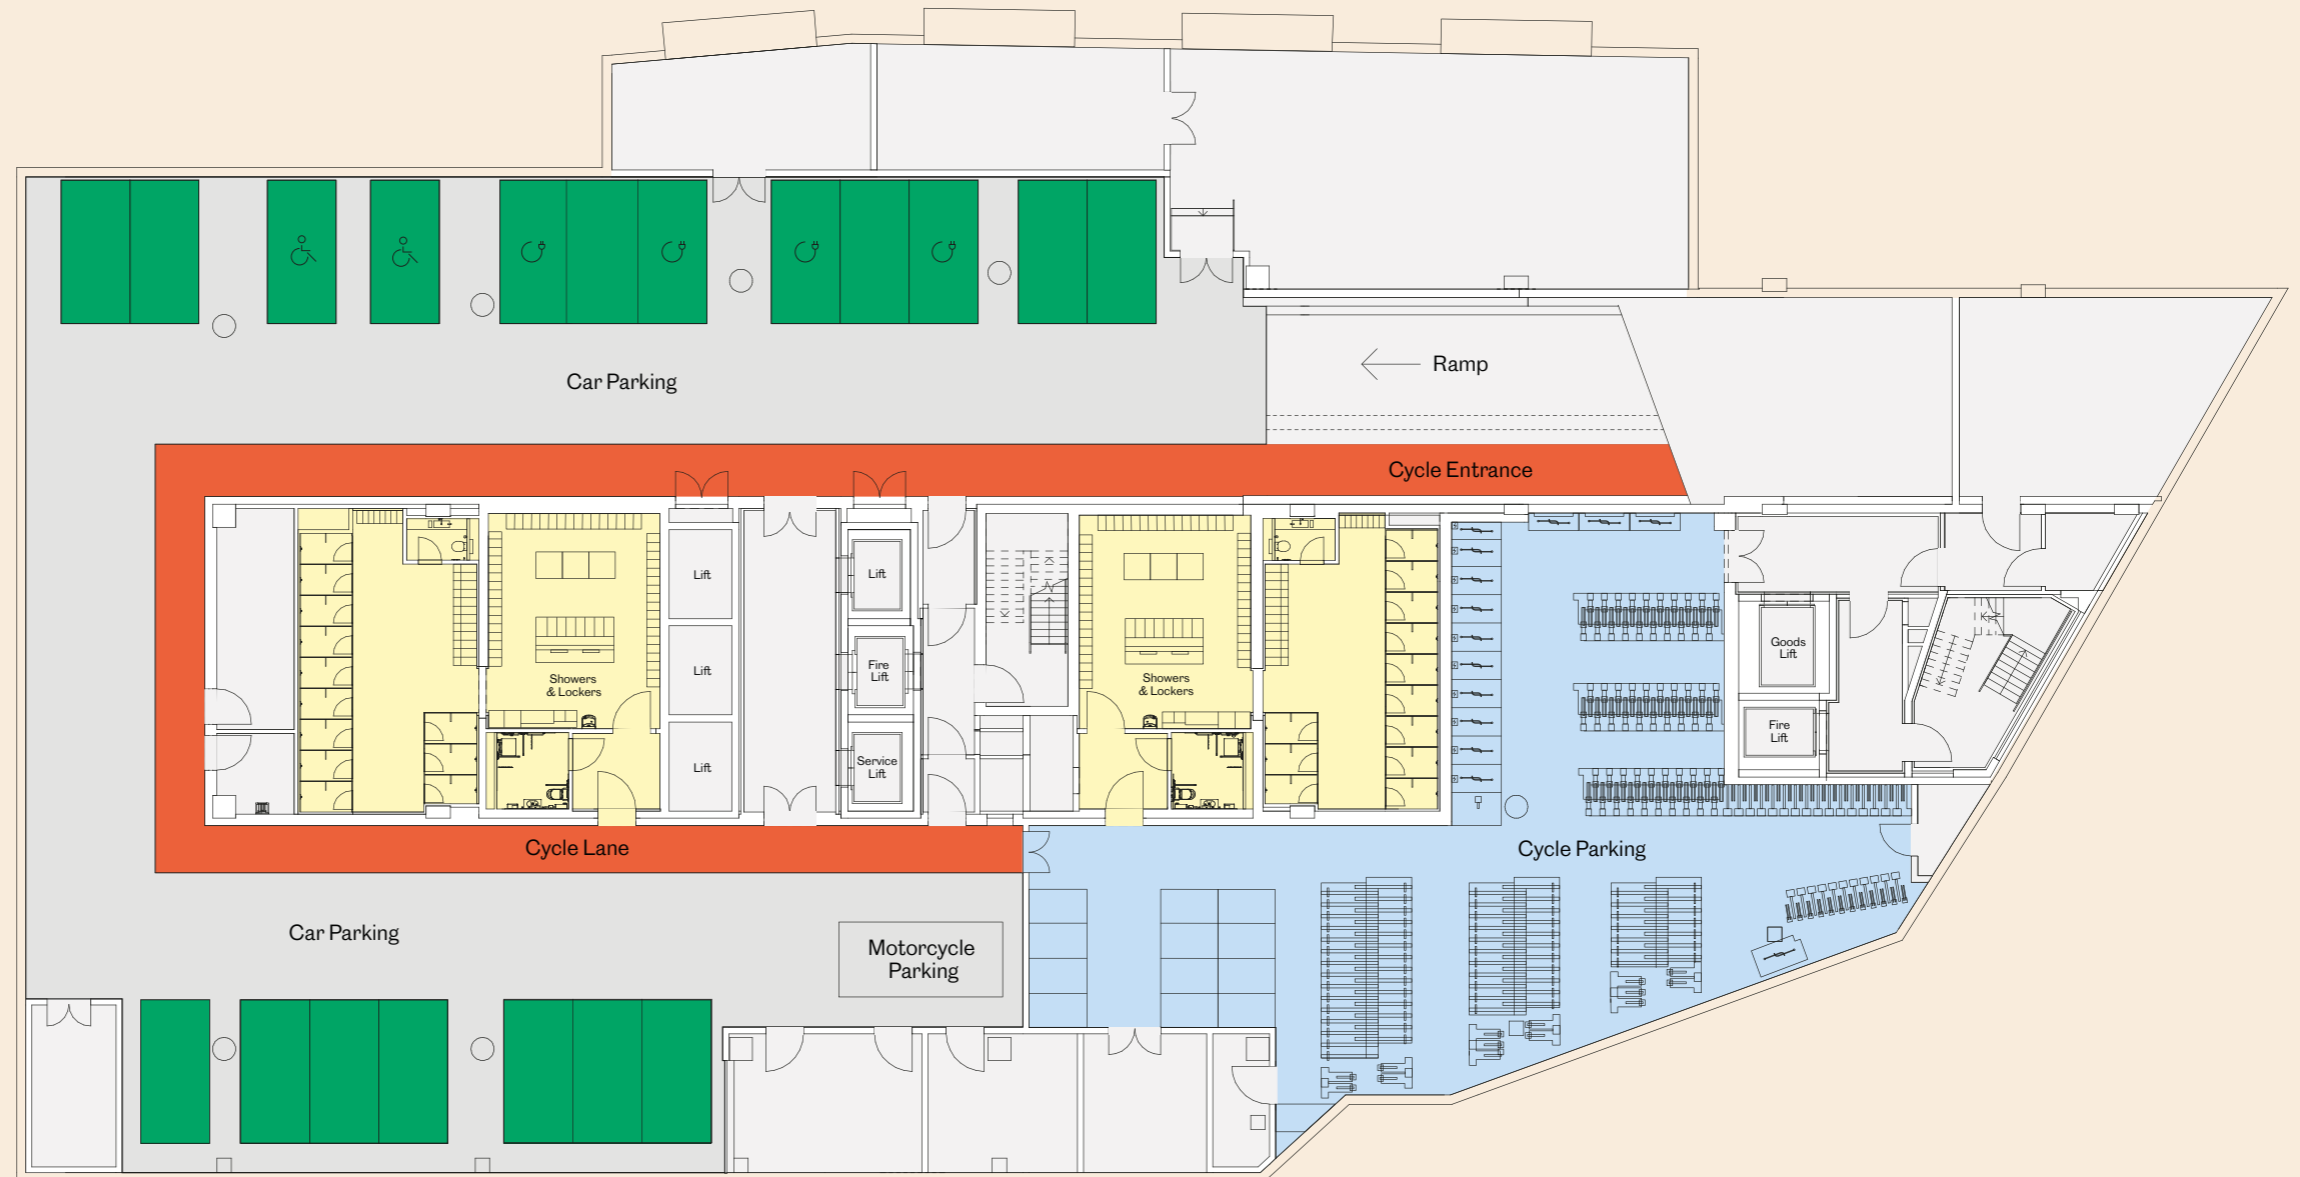 Ramp
Car Parking
Cycle Entrance
Lift
Lift
Lift
Lift
Fire
Lift
Service
Lift
Showers
& Lockers
Showers
& Lockers
Goods
Lift
Fire
Lift
Cycle Lane
Cycle Parking
Car Parking
Motorcycle
Parking